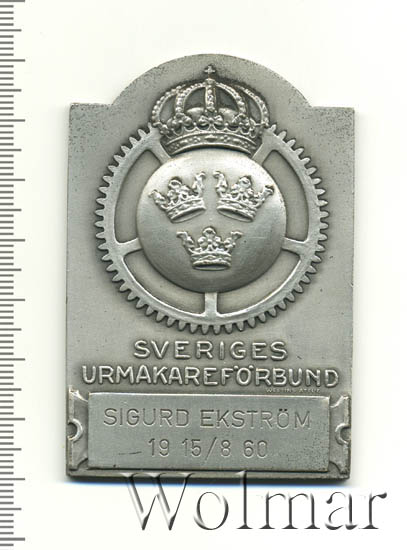 SVERIGES
URMAKAREFÖRBUND
SIGURD EKSTRÖM
19 15/8 60
Wolmar